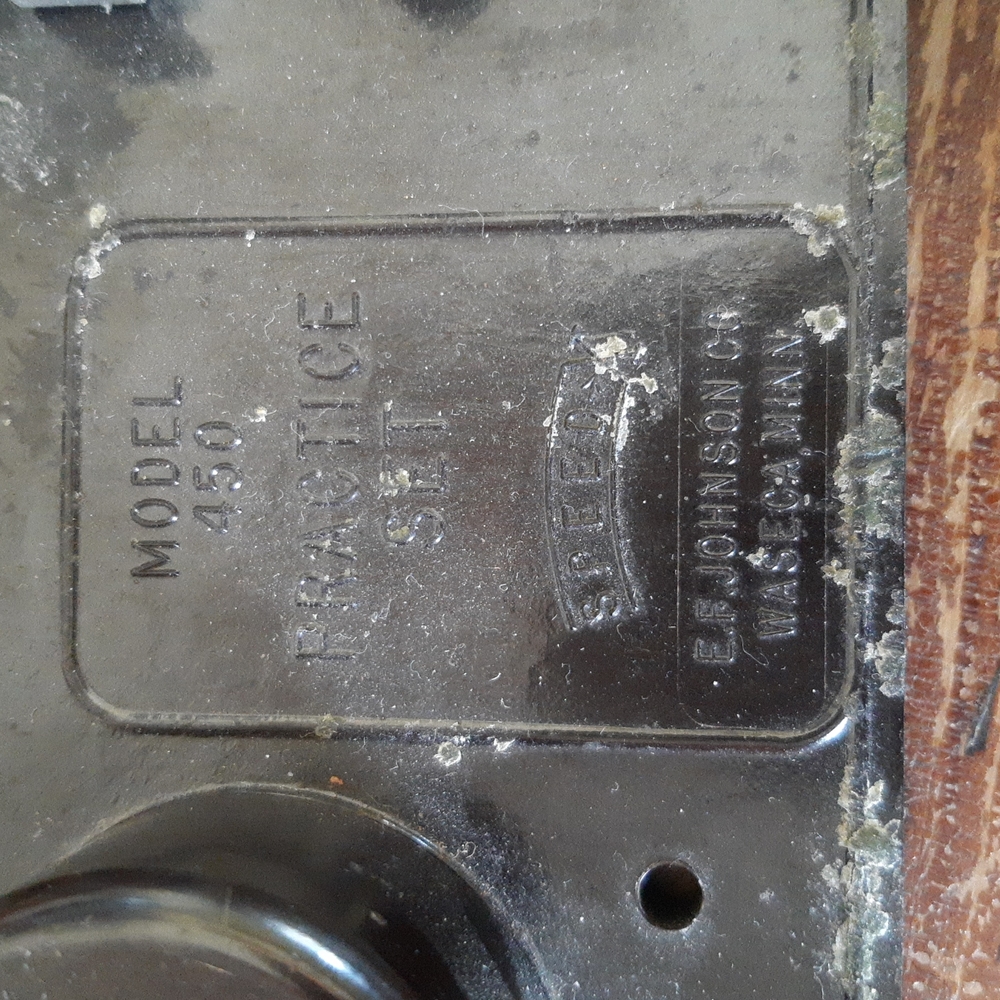 MODEL
450
PRACTICE
SET
SPEED-X
E.F. JOHNSON CO.
WASECA, MINN.